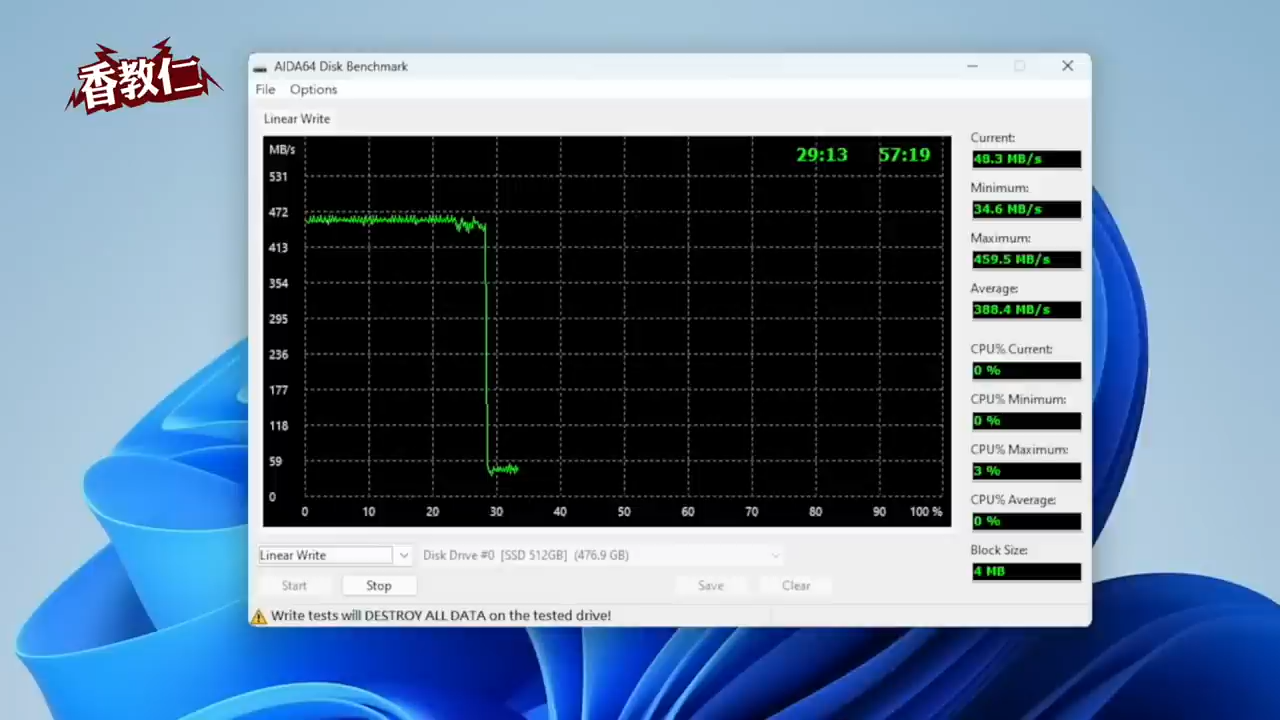 香教仁
AIDA64 Disk Benchmark
File Options
Linear Write
MB/s
29:13 57:19
531
472
413
354
295
236
177
118
59
0
0 10 20 30 40 50 60 70 80 90 100 %
Current:
48.3 MB/s
Minimum:
34.6 MB/s
Maximum:
459.5 MB/s
Average:
388.4 MB/s
CPU% Current:
0 %
CPU% Minimum:
0 %
CPU% Maximum:
3 %
CPU% Average:
0 %
Block Size:
4 MB
Linear Write Disk Drive #0 [SSD 512GB] (476.9 GB)
Start Stop Save Clear
Write tests will DESTROY ALL DATA on the tested drive!